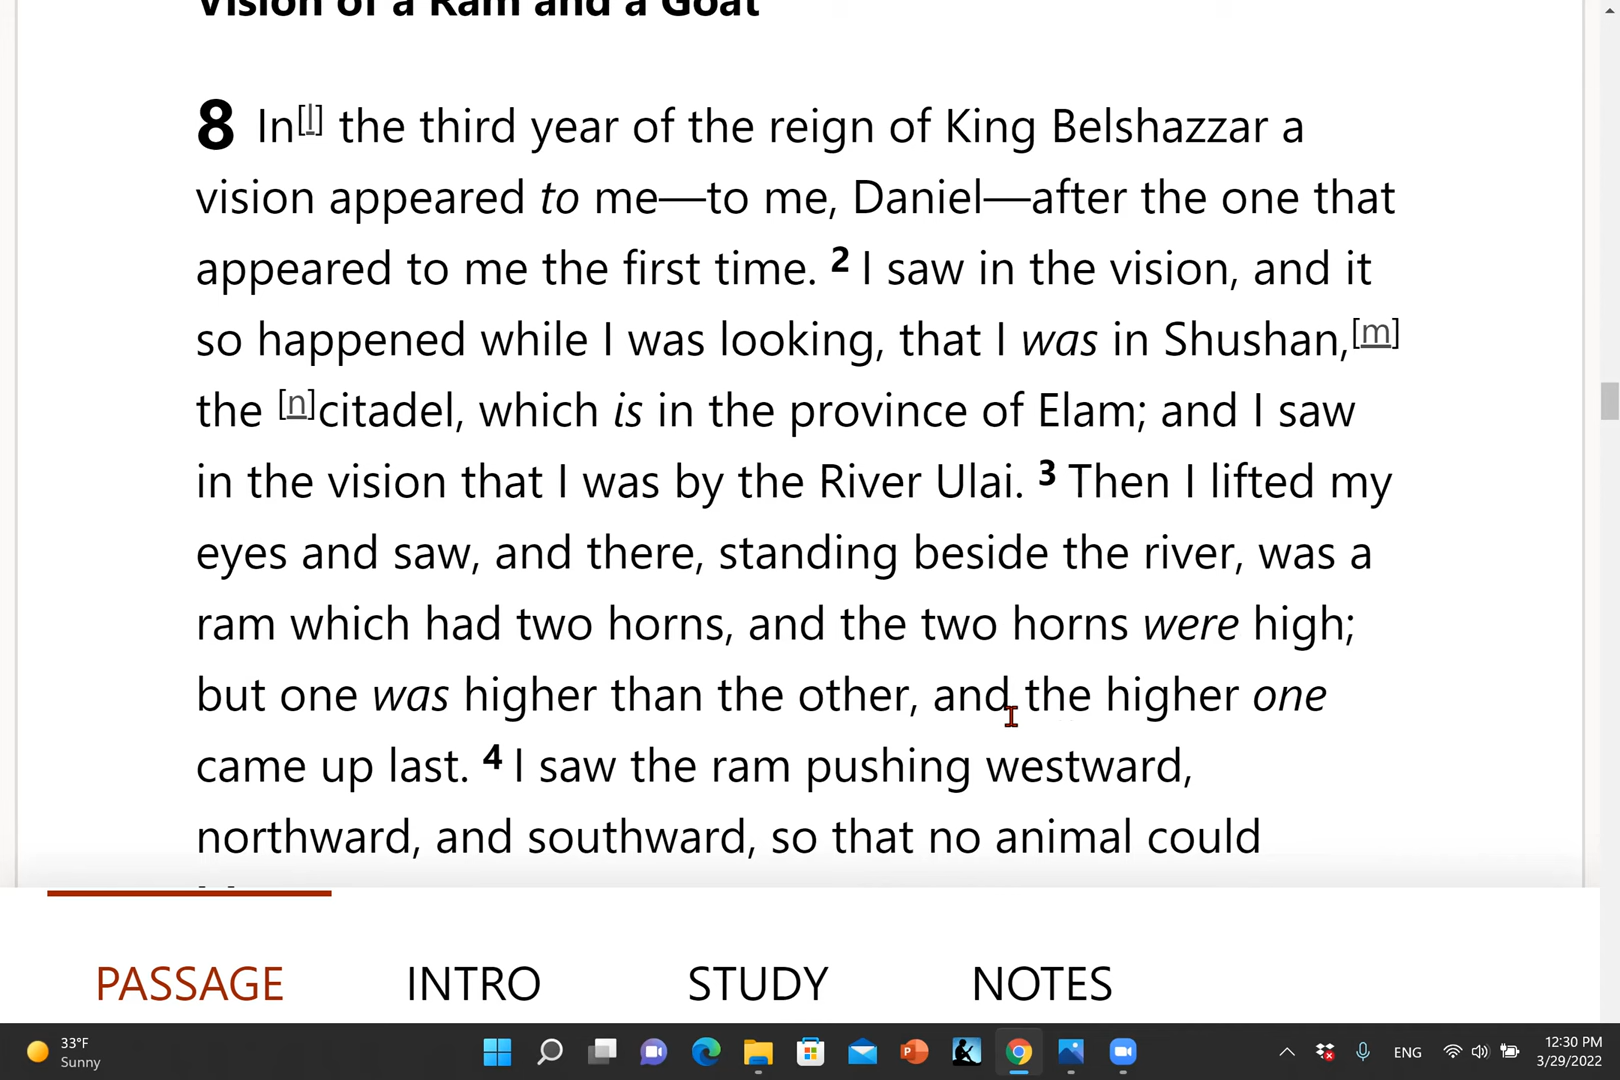 Vision of a Ram and a Goat
8 In[l] the third year of the reign of King Belshazzar a
vision appeared to me—to me, Daniel—after the one that
appeared to me the first time. 2 I saw in the vision, and it
so happened while I was looking, that I was in Shushan,[m]
the [n]citadel, which is in the province of Elam; and I saw
in the vision that I was by the River Ulai. 3 Then I lifted my
eyes and saw, and there, standing beside the river, was a
ram which had two horns, and the two horns were high;
but one was higher than the other, and the higher one
came up last. 4 I saw the ram pushing westward,
northward, and southward, so that no animal could
PASSAGE INTRO STUDY NOTES
33°F
Sunny
ENG
12:30 PM
3/29/2022